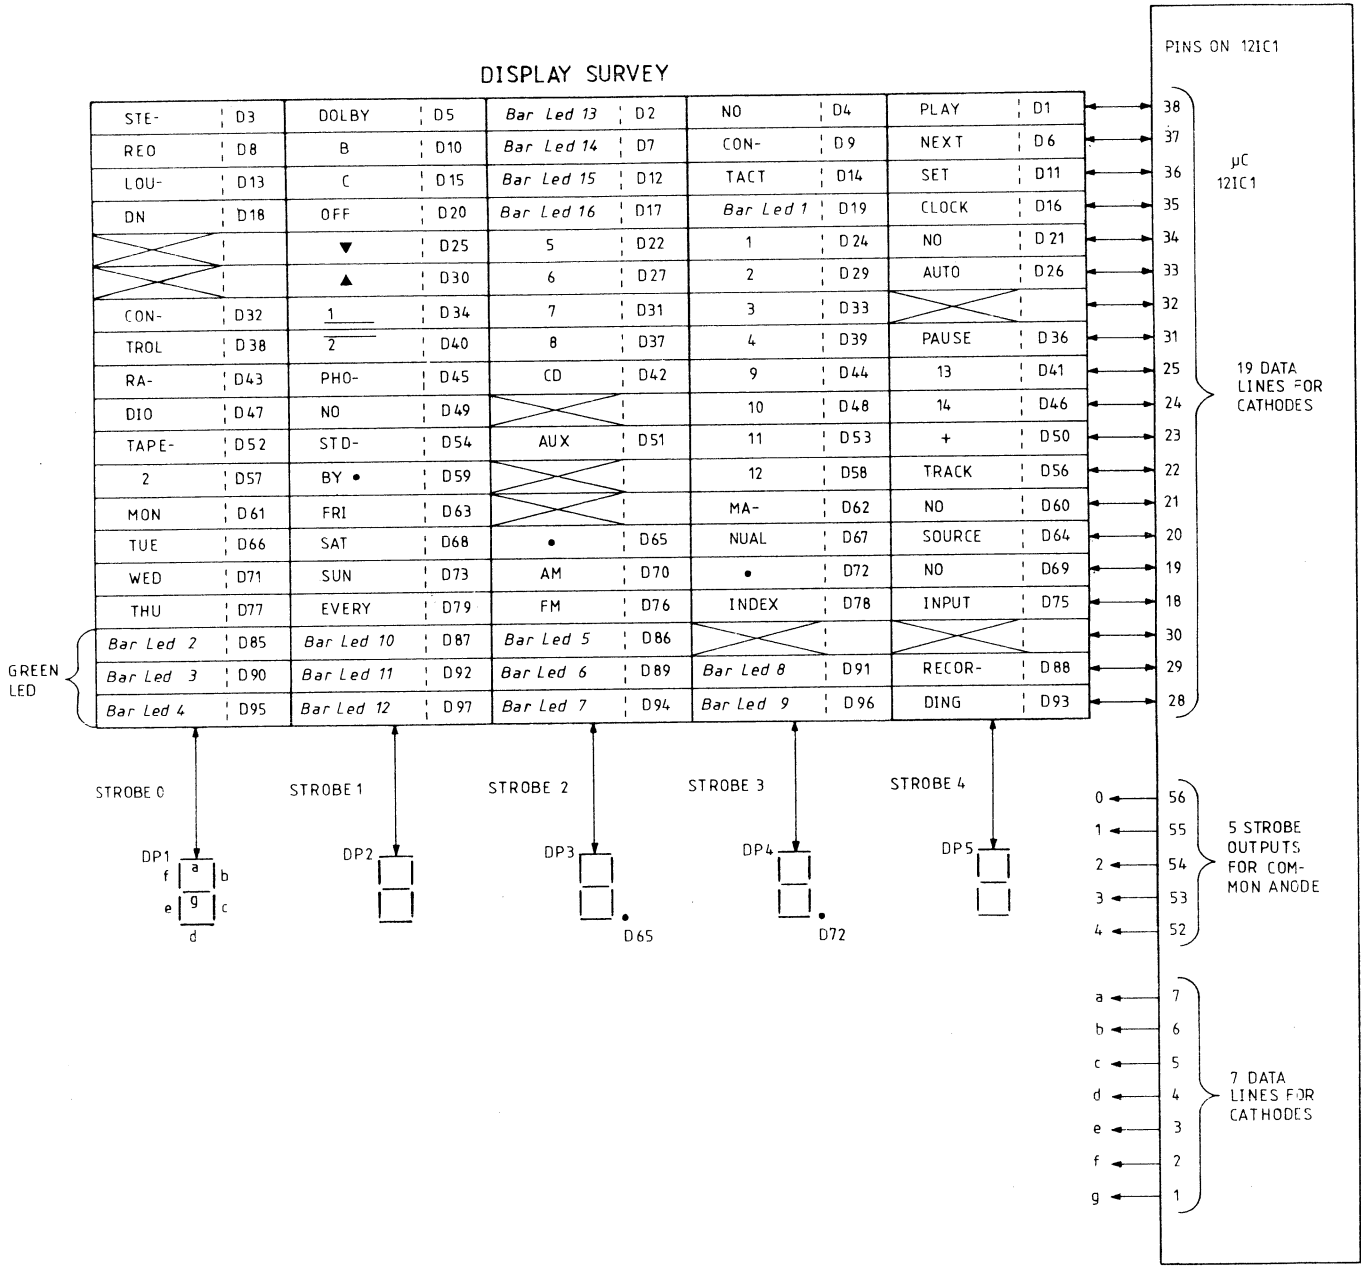 PINS ON 12IC1
DISPLAY SURVEY
STE- D3 DOLBY D5 Bar Led 13 D2 NO D4 PLAY D1 38
REO D8 B D10 Bar Led 14 D7 CON- D9 NEXT D6 37
LOU- D13 C D15 Bar Led 15 D12 TACT D14 SET D11 36
DN D18 OFF D20 Bar Led 16 D17 Bar Led 1 D19 CLOCK D16 35
▼ D25 5 D22 1 D24 NO D21 34
▲ D30 6 D27 2 D29 AUTO D26 33
CON- D32 1 D34 7 D31 3 D33 32
TROL D38 2 D40 8 D37 4 D39 PAUSE D36 31
RA- D43 PHO- D45 CD D42 9 D44 13 D41 25
DIO D47 NO D49 10 D48 14 D46 24
TAPE- D52 STD- D54 AUX D51 11 D53 + D50 23
2 D57 BY • D59 12 D58 TRACK D56 22
MON D61 FRI D63 MA- D62 NO D60 21
TUE D66 SAT D68 • D65 NUAL D67 SOURCE D64 20
WED D71 SUN D73 AM D70 • D72 NO D69 19
THU D77 EVERY D79 FM D76 INDEX D78 INPUT D75 18
Bar Led 2 D85 Bar Led 10 D87 Bar Led 5 D86 30
Bar Led 3 D90 Bar Led 11 D92 Bar Led 6 D89 Bar Led 8 D91 RECOR- D88 29
Bar Led 4 D95 Bar Led 12 D97 Bar Led 7 D94 Bar Led 9 D96 DING D93 28
GREEN
LED
µC
12IC1
19 DATA
LINES FOR
CATHODES
STROBE 0 STROBE 1 STROBE 2 STROBE 3 STROBE 4
DP1 a f b g e c d
DP2
DP3
D65
DP4
D72
DP5
0 56
1 55
2 54
3 53
4 52
5 STROBE
OUTPUTS
FOR COM-
MON ANODE
a 7
b 6
c 5
d 4
e 3
f 2
g 1
7 DATA
LINES FOR
CATHODES